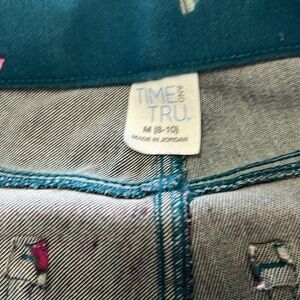 TIME AND
TRU
M (8-10)
MADE IN JORDAN